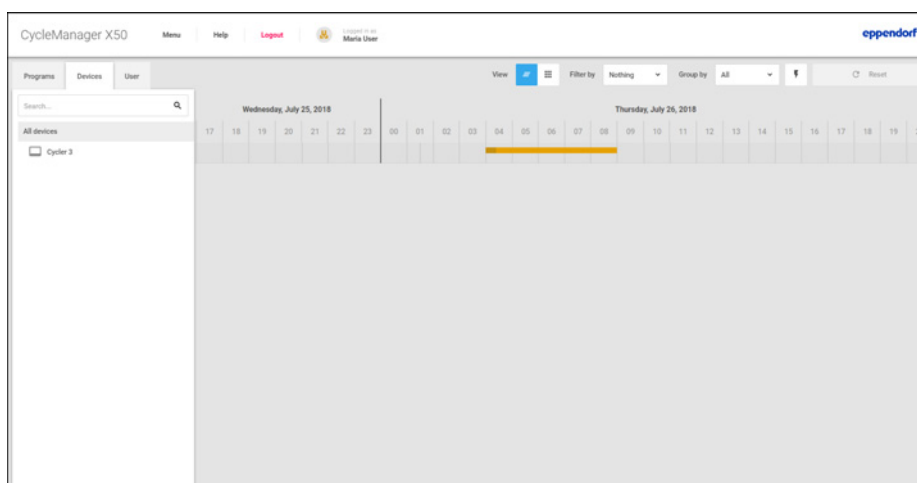 CycleManager X50
Menu
Help
Logout
Logged in as
Maria User
eppendorf
Programs
Devices
User
View
Filter by
Nothing
Group by
All
Reset
Search...
All devices
Cycler 3
Wednesday, July 25, 2018
Thursday, July 26, 2018
17 18 19 20 21 22 23 00 01 02 03 04 05 06 07 08 09 10 11 12 13 14 15 16 17 18 19